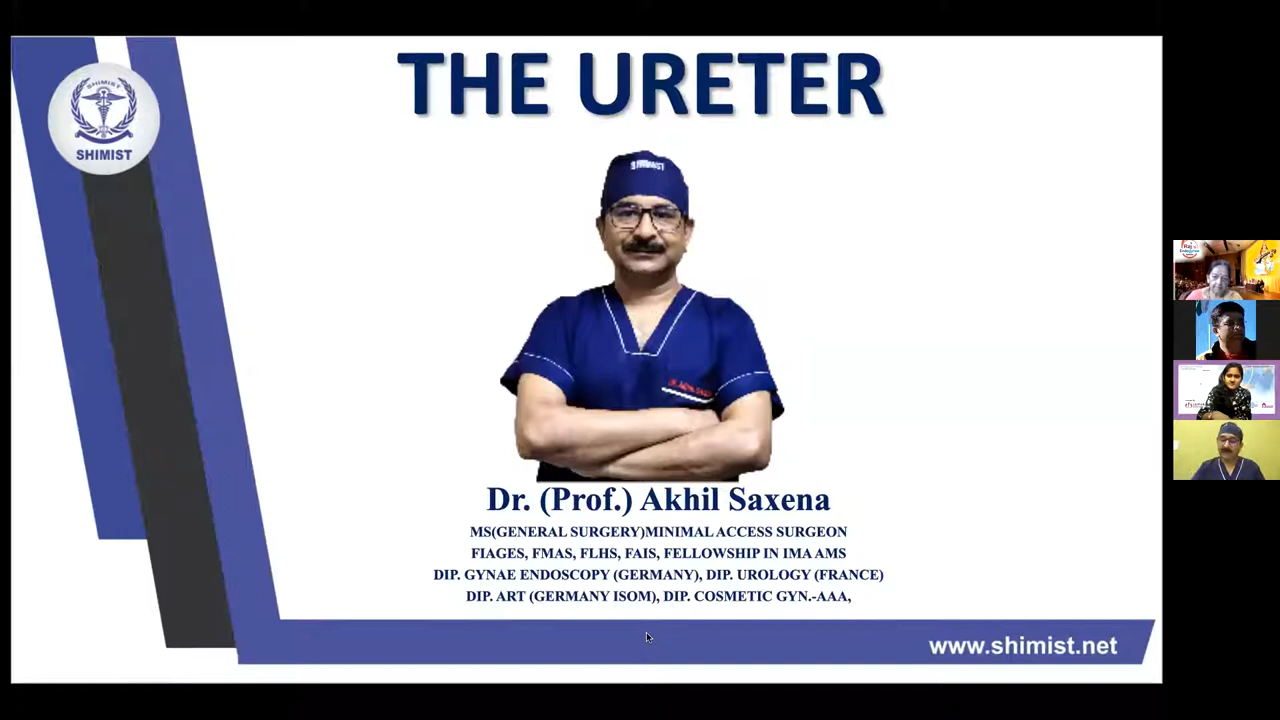 THE URETER
SHIMIST
SHIMIST
Dr. (Prof.) Akhil Saxena
MS(GENERAL SURGERY)MINIMAL ACCESS SURGEON
FIAGES, FMAS, FLHS, FAIS, FELLOWSHIP IN IMA AMS
DIP. GYNAE ENDOSCOPY (GERMANY), DIP. UROLOGY (FRANCE)
DIP. ART (GERMANY ISOM), DIP. COSMETIC GYN.-AAA,
www.shimist.net